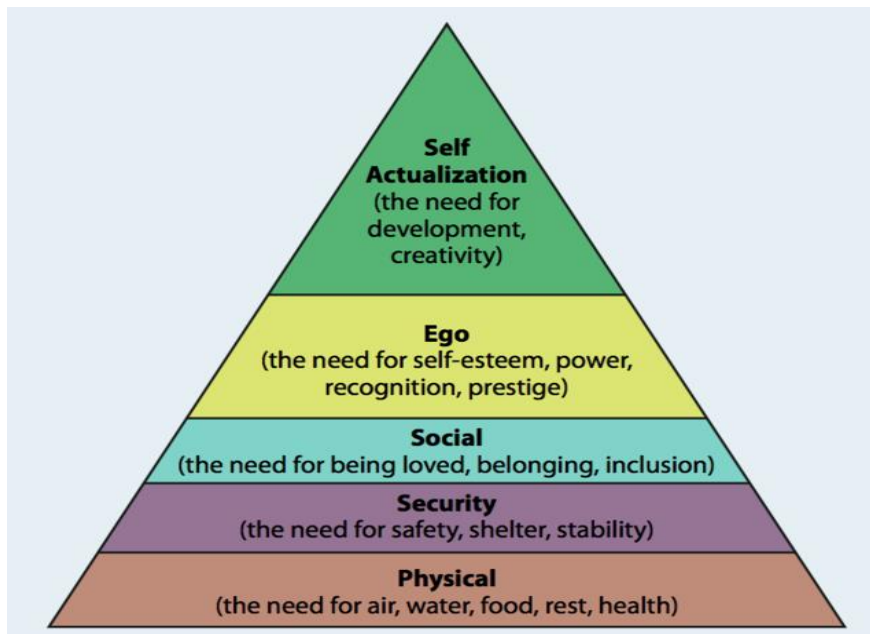 Self
Actualization
(the need for
development,
creativity)
Ego
(the need for self-esteem, power,
recognition, prestige)
Social
(the need for being loved, belonging, inclusion)
Security
(the need for safety, shelter, stability)
Physical
(the need for air, water, food, rest, health)